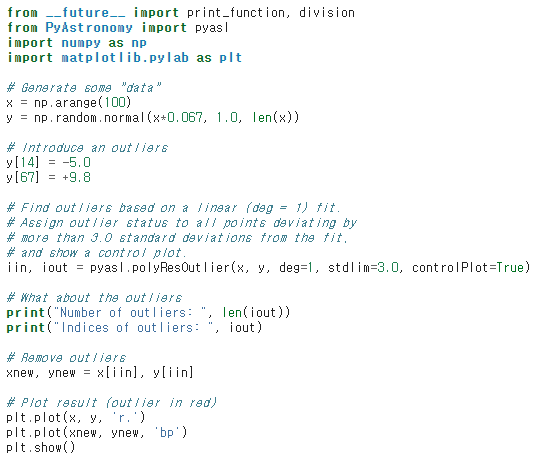 from __future__ import print_function, division
from PyAstronomy import pyasl
import numpy as np
import matplotlib.pylab as plt

# Generate some "data"
x = np.arange(100)
y = np.random.normal(x*0.067, 1.0, len(x))

# Introduce an outliers
y[14] = -5.0
y[67] = +9.8

# Find outliers based on a linear (deg = 1) fit.
# Assign outlier status to all points deviating by
# more than 3.0 standard deviations from the fit,
# and show a control plot.
iin, iout = pyasl.polyResOutlier(x, y, deg=1, stdlim=3.0, controlPlot=True)

# What about the outliers
print("Number of outliers: ", len(iout))
print("Indices of outliers: ", iout)

# Remove outliers
xnew, ynew = x[iin], y[iin]

# Plot result (outlier in red)
plt.plot(x, y, 'r.')
plt.plot(xnew, ynew, 'bp')
plt.show()